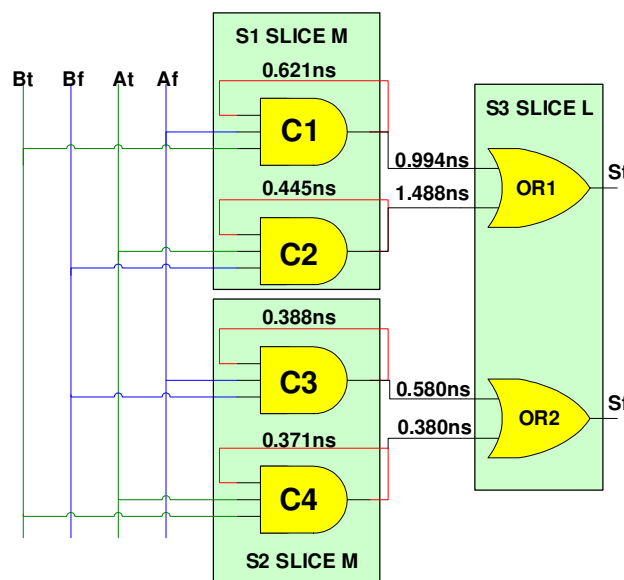 S1 SLICE M
Bt Bf At Af
0.621ns
C1
S3 SLICE L
0.994ns
OR1
0.445ns
1.488ns
C2
0.388ns
C3
0.580ns
OR2
0.380ns
0.371ns
C4
S2 SLICE M